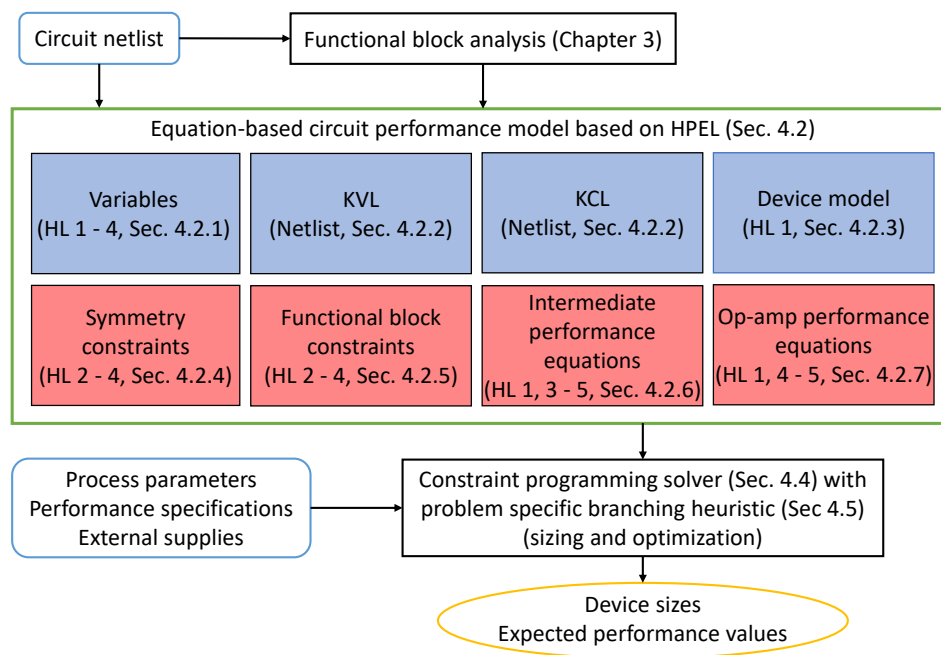 Circuit netlist
Functional block analysis (Chapter 3)
Equation-based circuit performance model based on HPEL (Sec. 4.2)
Variables
(HL 1 - 4, Sec. 4.2.1)
KVL
(Netlist, Sec. 4.2.2)
KCL
(Netlist, Sec. 4.2.2)
Device model
(HL 1, Sec. 4.2.3)
Symmetry
constraints
(HL 2 - 4, Sec. 4.2.4)
Functional block
constraints
(HL 2 - 4, Sec. 4.2.5)
Intermediate
performance
equations
(HL 1, 3 - 5, Sec. 4.2.6)
Op-amp performance
equations
(HL 1, 4 - 5, Sec. 4.2.7)
Process parameters
Performance specifications
External supplies
Constraint programming solver (Sec. 4.4) with
problem specific branching heuristic (Sec 4.5)
(sizing and optimization)
Device sizes
Expected performance values